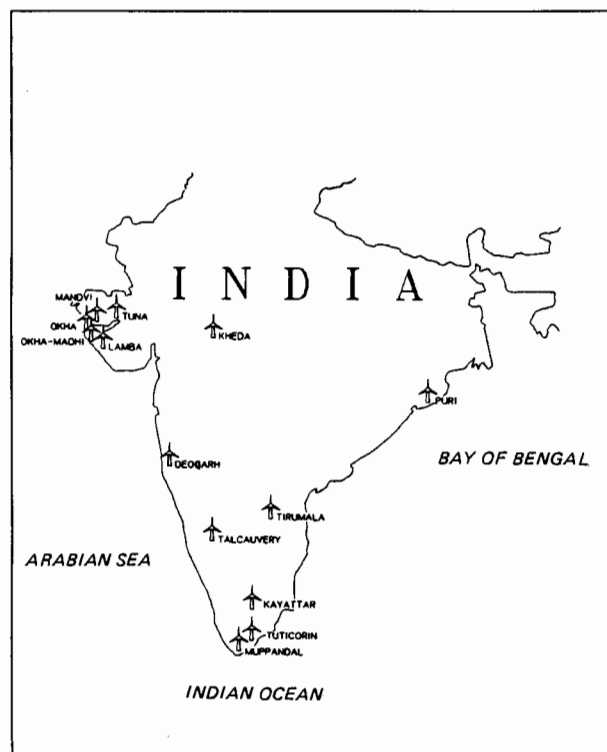 INDIA
MANDVI
TUNA
OKHA
KHEDA
OKHA-MADHI
LAMBA
PURI
DEOGARH
BAY OF BENGAL
TIRUMALA
TALCAUVERY
ARABIAN SEA
KAYATTAR
TUTICORIN
MUPPANDAL
INDIAN OCEAN